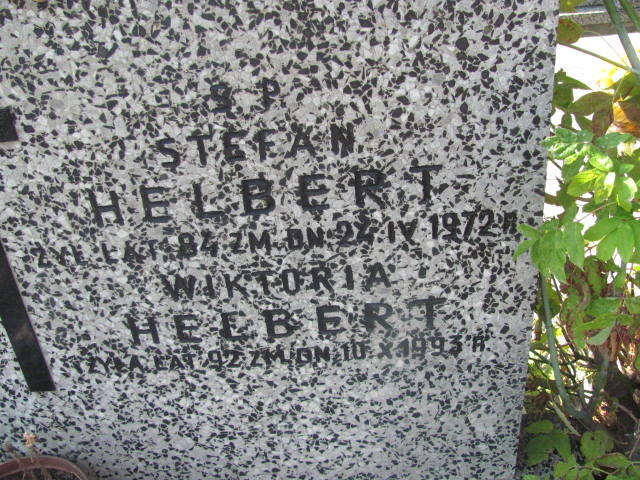 S P
STEFAN
HELBERT
ŻYŁ LAT 84 ZM. DN. 24 IV 1972 R.
WIKTORIA
HELBERT
ŻYŁA LAT 92 ZM. DN. 10 X 1993 R.